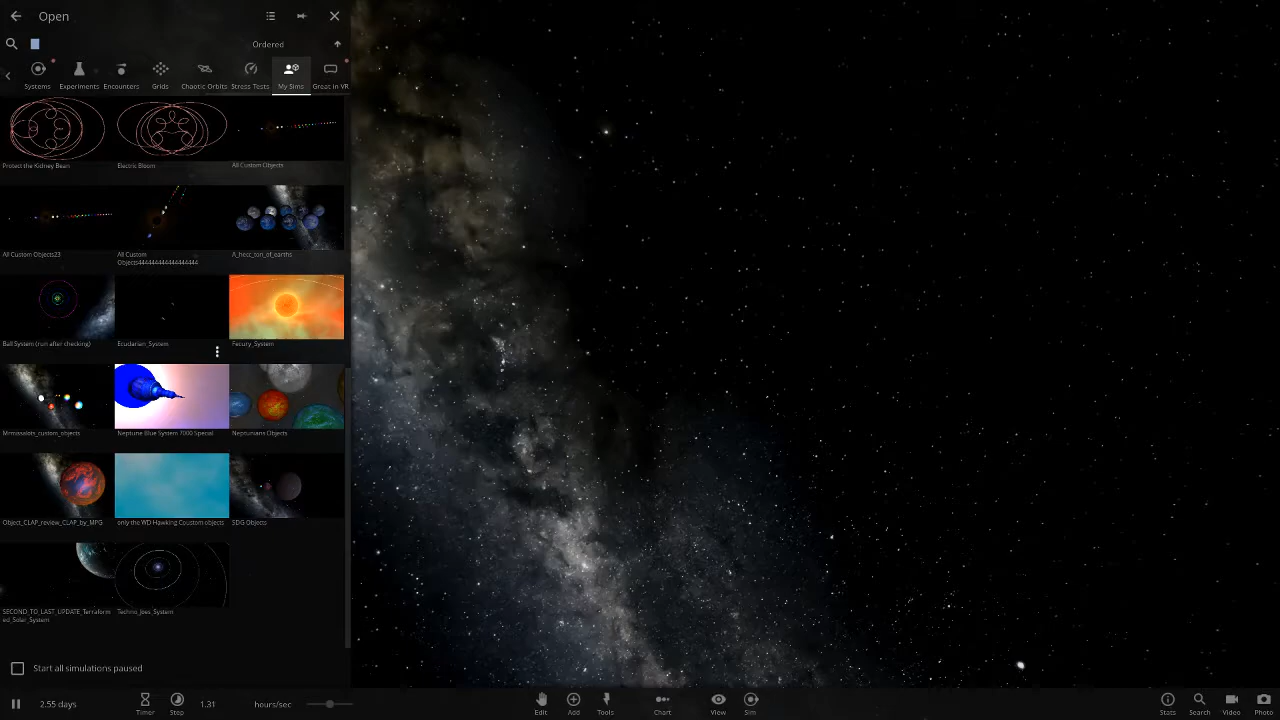 Open
Ordered
Systems
Experiments
Encounters
Grids
Chaotic Orbits
Stress Tests
My Sims
Great in VR
Protect the Kidney Bean
Electric Bloom
All Custom Objects
All Custom Objects23
All Custom
A_hecc_ton_of_earths
Ball System (run after checking)
Ecudarian_System
Fecury_System
Mrmissalots_custom_objects
Neptune Blue System 7000 Special
Neptunians Objects
Object_CLAP_review_CLAP_by_MPG
only the WD Hawking Coustom objects
SDG Objects
SECOND_TO_LAST_UPDATE_Terraform
ed_Solar_System
Techno_Joes_System
Start all simulations paused
2.55 days
Timer
Step
1.31
hours/sec
Edit
Add
Tools
Chart
View
Sim
Stats
Search
Video
Photo